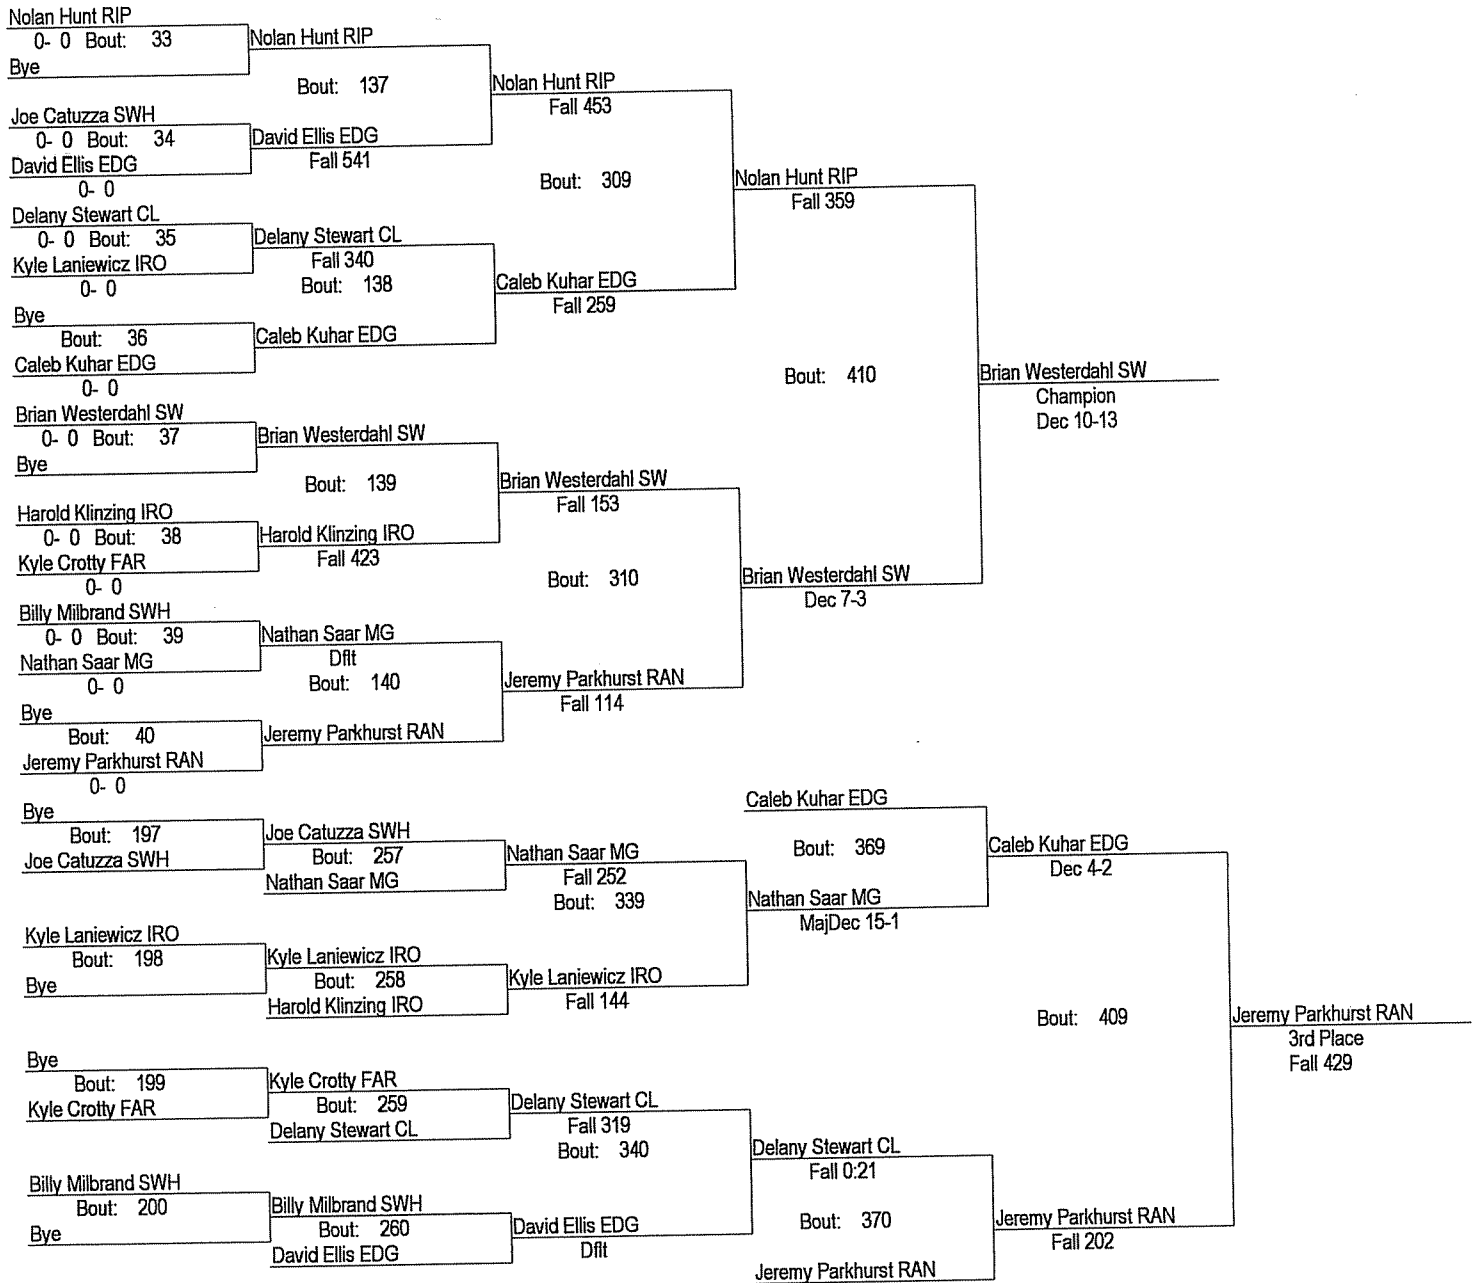 Nolan Hunt RIP
0- 0 Bout: 33
Bye
Nolan Hunt RIP
Bout: 137
Joe Catuzza SWH
0- 0 Bout: 34
David Ellis EDG
0- 0
David Ellis EDG
Fall 541
Nolan Hunt RIP
Fall 453
Bout: 309
Delany Stewart CL
0- 0 Bout: 35
Kyle Laniewicz IRO
0- 0
Delany Stewart CL
Fall 340
Bout: 138
Bye
Bout: 36
Caleb Kuhar EDG
0- 0
Caleb Kuhar EDG
Caleb Kuhar EDG
Fall 259
Nolan Hunt RIP
Fall 359
Bout: 410
Brian Westerdahl SW
0- 0 Bout: 37
Bye
Brian Westerdahl SW
Bout: 139
Harold Klinzing IRO
0- 0 Bout: 38
Kyle Crotty FAR
0- 0
Harold Klinzing IRO
Fall 423
Brian Westerdahl SW
Fall 153
Bout: 310
Billy Milbrand SWH
0- 0 Bout: 39
Nathan Saar MG
0- 0
Nathan Saar MG
Dflt
Bout: 140
Bye
Bout: 40
Jeremy Parkhurst RAN
0- 0
Jeremy Parkhurst RAN
Jeremy Parkhurst RAN
Fall 114
Brian Westerdahl SW
Dec 7-3
Brian Westerdahl SW
Champion
Dec 10-13
Bye
Bout: 197
Joe Catuzza SWH
Joe Catuzza SWH
Bout: 257
Nathan Saar MG
Nathan Saar MG
Fall 252
Bout: 339
Kyle Laniewicz IRO
Bout: 198
Bye
Kyle Laniewicz IRO
Bout: 258
Harold Klinzing IRO
Kyle Laniewicz IRO
Fall 144
Caleb Kuhar EDG
Bout: 369
Nathan Saar MG
MajDec 15-1
Caleb Kuhar EDG
Dec 4-2
Bout: 409
Bye
Bout: 199
Kyle Crotty FAR
Kyle Crotty FAR
Bout: 259
Delany Stewart CL
Delany Stewart CL
Fall 319
Bout: 340
Billy Milbrand SWH
Bout: 200
Bye
Billy Milbrand SWH
Bout: 260
David Ellis EDG
David Ellis EDG
Dflt
Delany Stewart CL
Fall 0:21
Bout: 370
Jeremy Parkhurst RAN
Jeremy Parkhurst RAN
Fall 202
Jeremy Parkhurst RAN
3rd Place
Fall 429